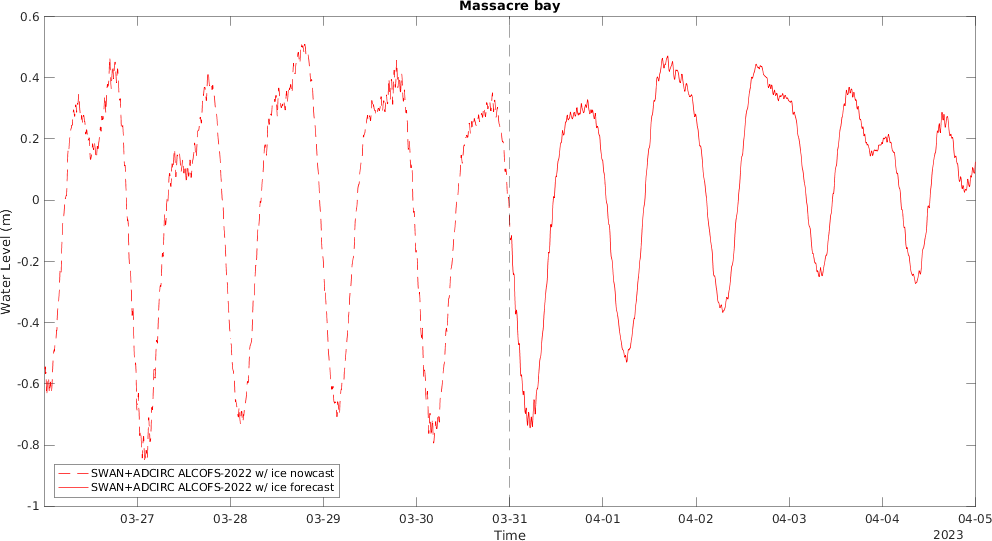 Massacre bay
0.6
0.4
0.2
0
-0.2
-0.4
-0.6
-0.8
-1
Water Level (m)
SWAN+ADCIRC ALCOFS-2022 w/ ice nowcast
SWAN+ADCIRC ALCOFS-2022 w/ ice forecast
03-27 03-28 03-29 03-30 03-31 04-01 04-02 04-03 04-04 04-05
Time
2023